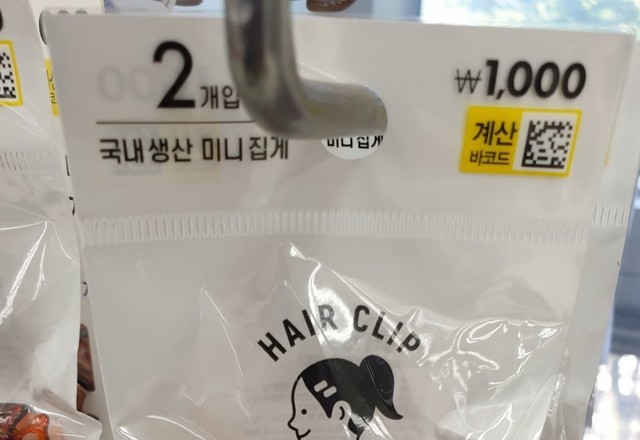 2개입
₩1,000
국내생산 미니집게
미니집게
계산
바코드
HAIR CLIP